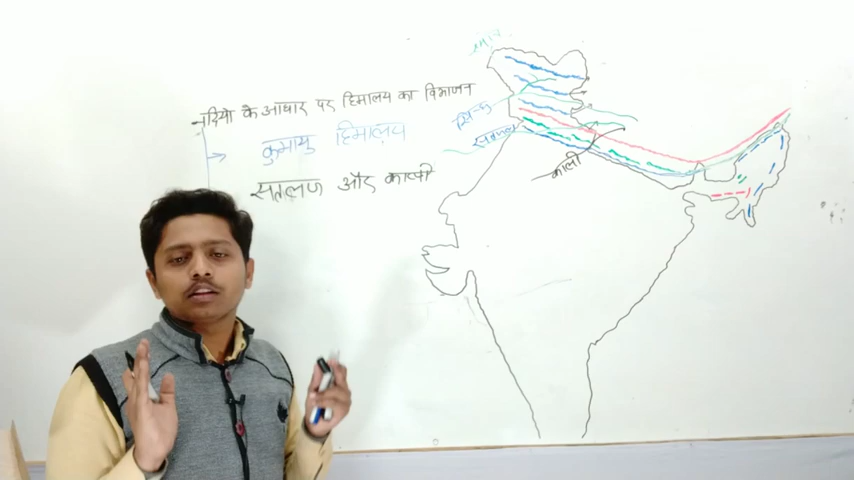 नदियो के आधार पर हिमालय का विभाजन
कुमायु हिमालय
सतलज और काली
सिन्धु
सतलज
काली